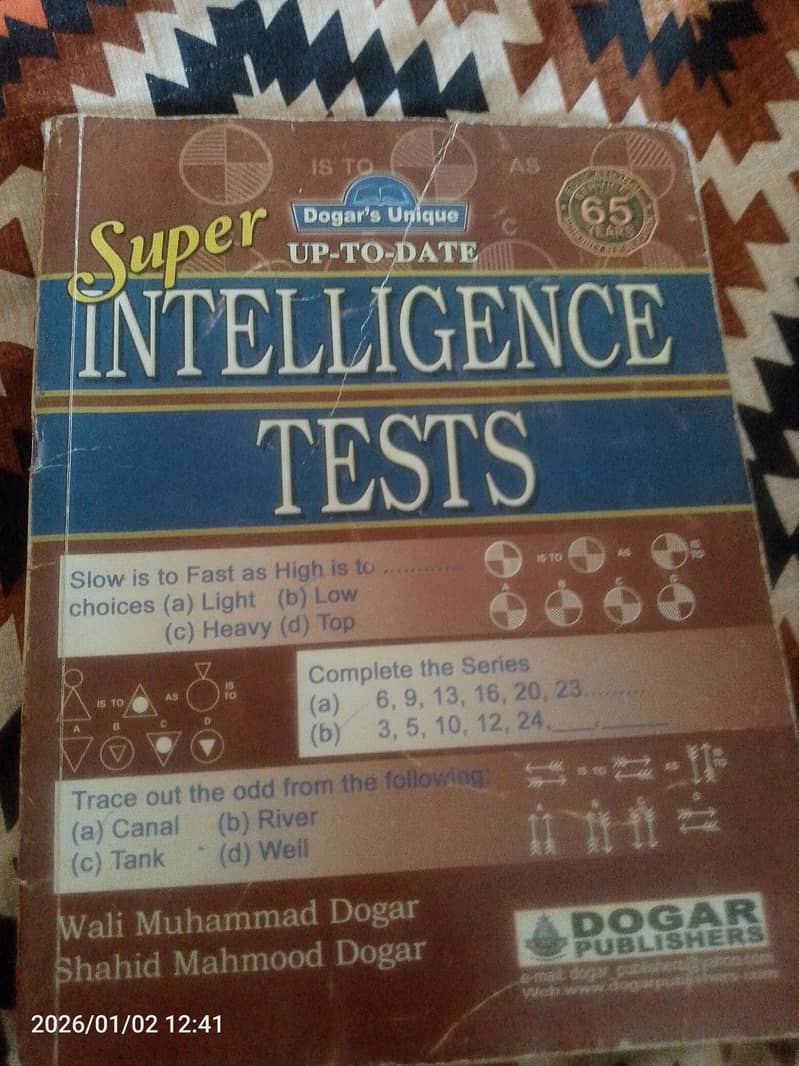 IS TO AS
Dogar's Unique
65
YEARS
C
Super
UP-TO-DATE
INTELLIGENCE
TESTS
Slow is to Fast as High is to ............
choices (a) Light (b) Low
(c) Heavy (d) Top
IS TO AS IS TO
A B C D
IS TO AS IS TO
A B C D
Complete the Series
(a) 6, 9, 13, 16, 20, 23.........
(b) 3, 5, 10, 12, 24,
Trace out the odd from the following:
(a) Canal (b) River
(c) Tank (d) Well
IS TO AS
Wali Muhammad Dogar
Shahid Mahmood Dogar
DOGAR
PUBLISHERS
2026/01/02 12:41